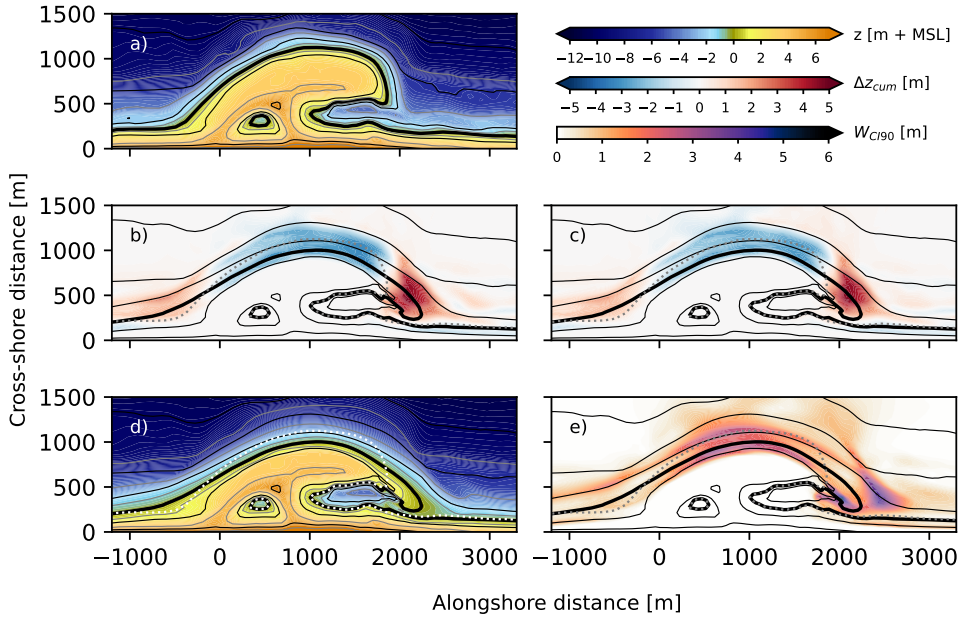 1500
1000
500
0
a)
z [m + MSL]
−12 −10 −8 −6 −4 −2 0 2 4 6
Δz_cum [m]
−5 −4 −3 −2 −1 0 1 2 3 4 5
W_CI90 [m]
0 1 2 3 4 5 6
Cross-shore distance [m]
1500
1000
500
0
b)
c)
1500
1000
500
0
d)
e)
−1000 0 1000 2000 3000
−1000 0 1000 2000 3000
Alongshore distance [m]